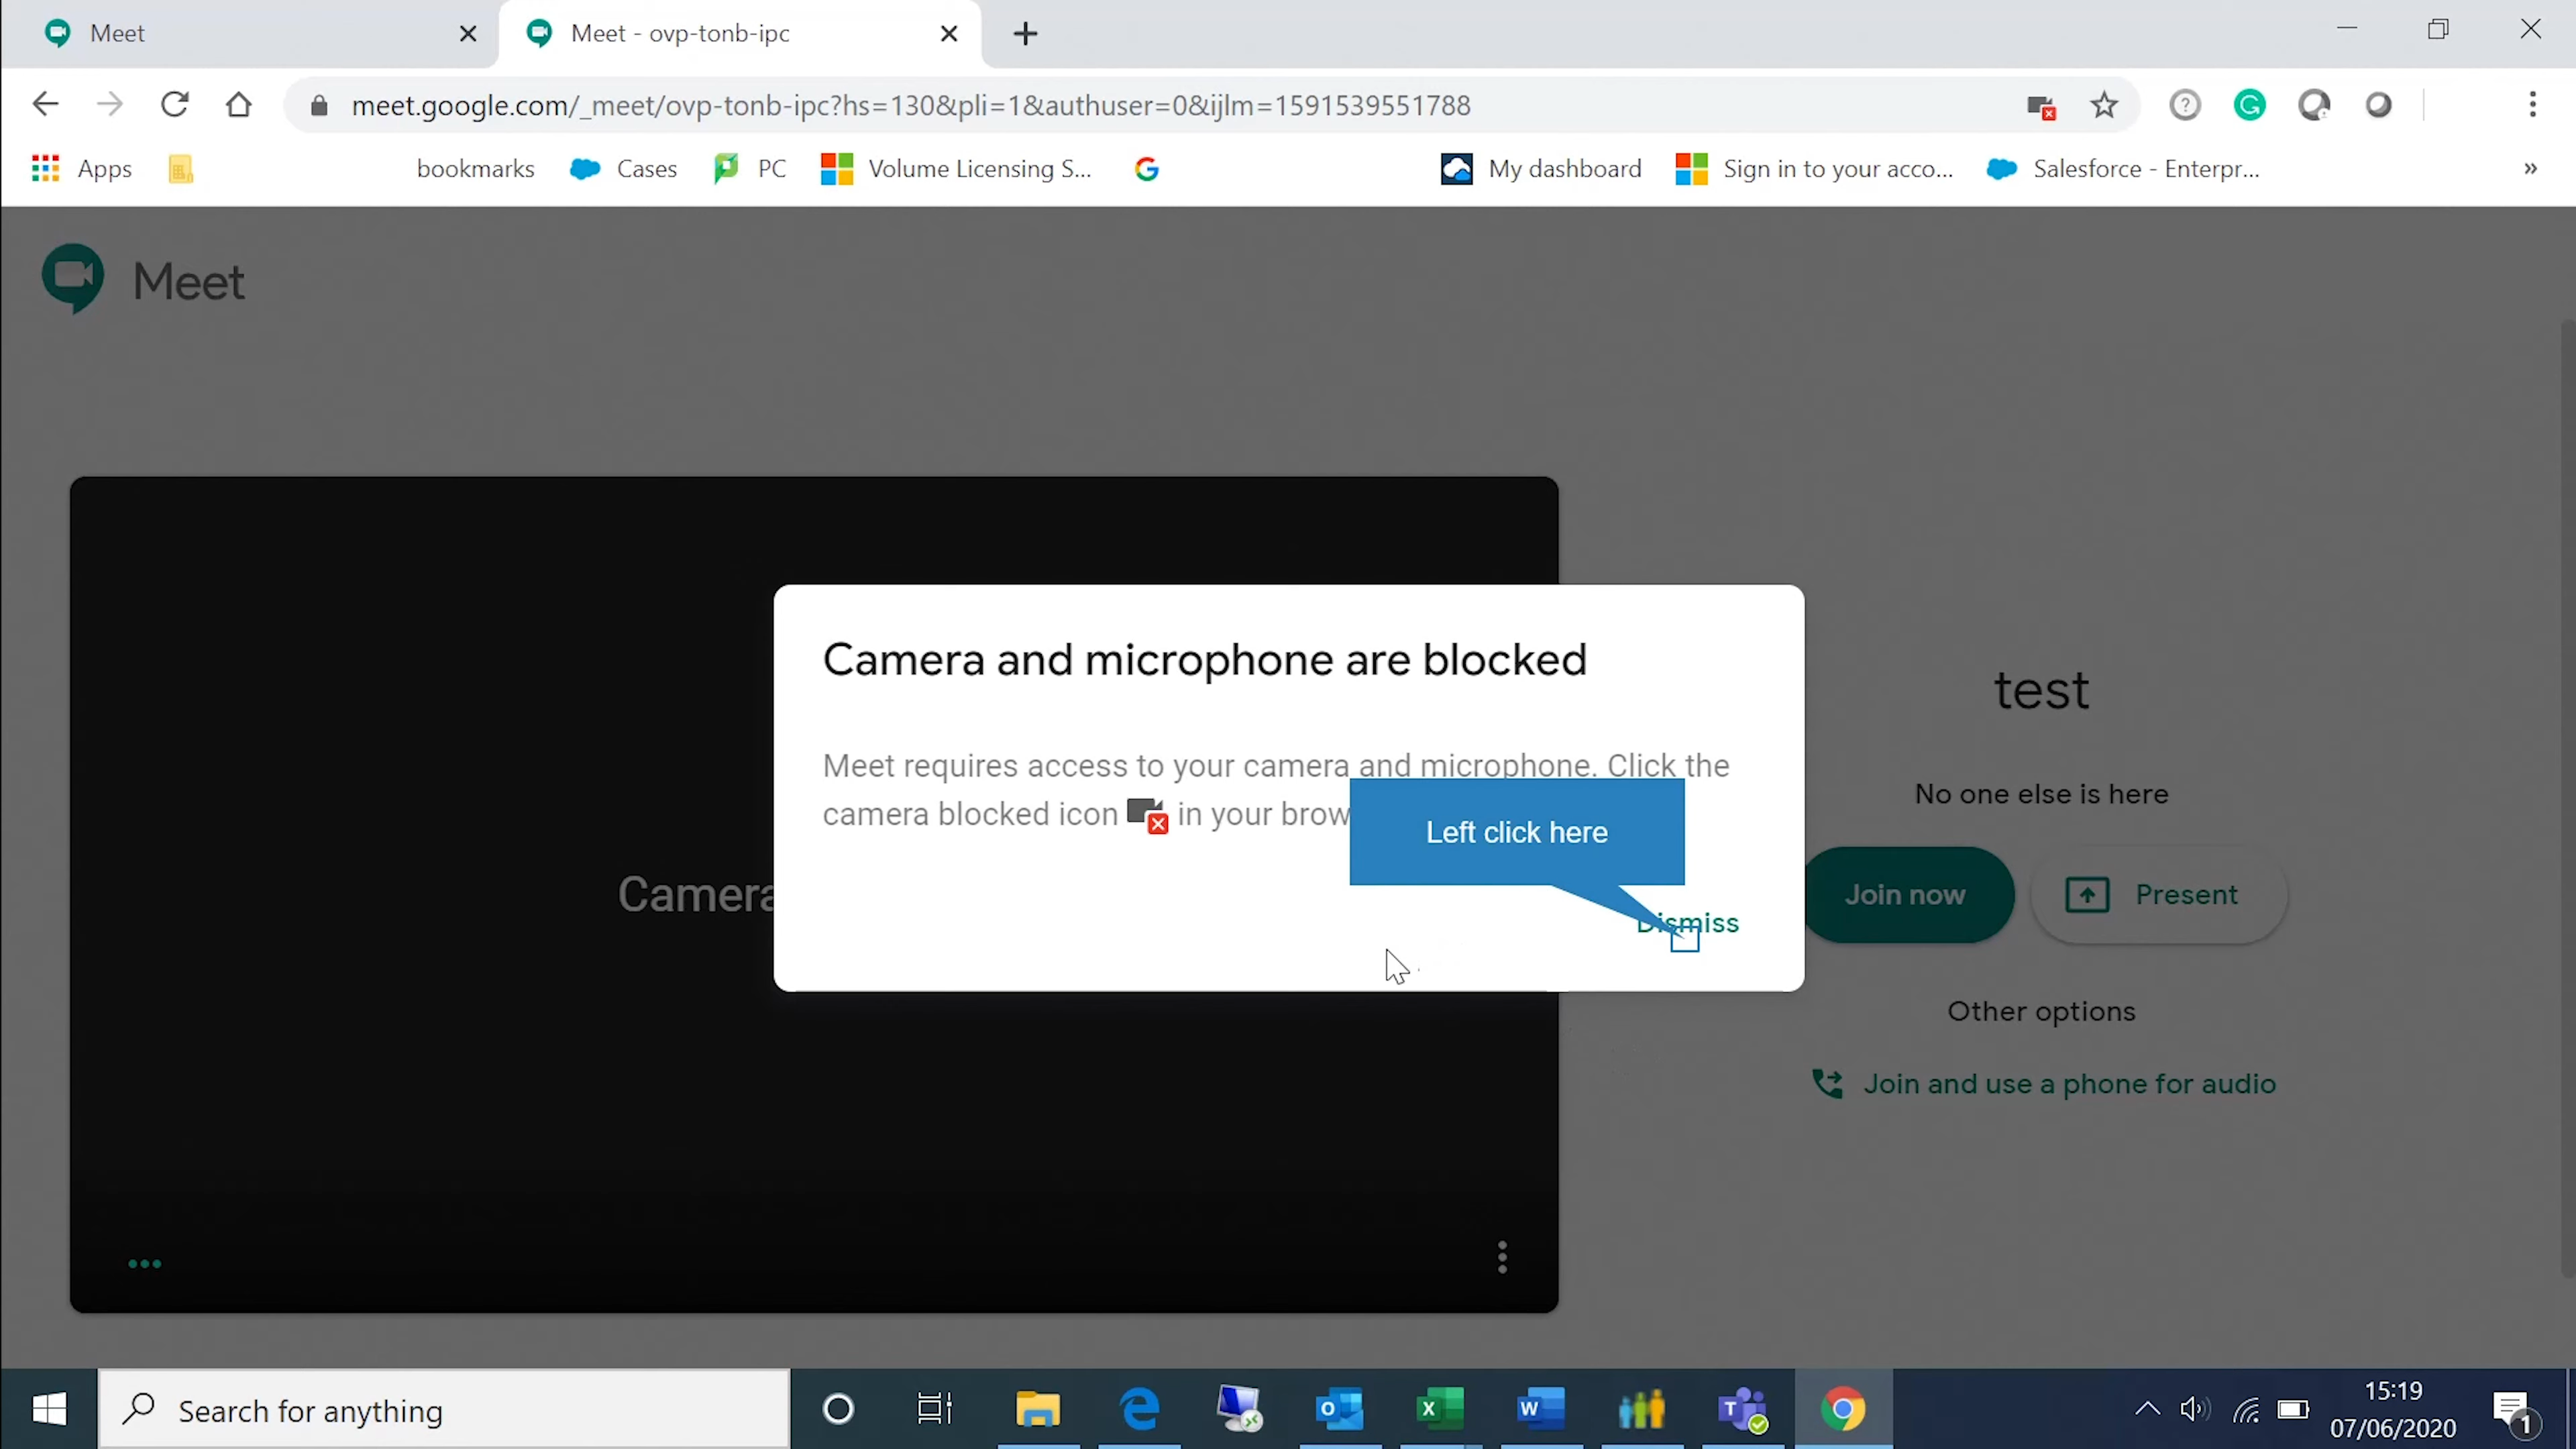 Meet
Meet - ovp-tonb-ipc
meet.google.com/_meet/ovp-tonb-ipc?hs=130&pli=1&authuser=0&ijlm=1591539551788
Apps
bookmarks
Cases
PC
Volume Licensing S...
My dashboard
Sign in to your acco...
Salesforce - Enterpr...
Meet
Camera and microphone are blocked
Meet requires access to your camera and microphone. Click the
camera blocked icon in your brow
Left click here
Dismiss
Camera
test
No one else is here
Join now
Present
Other options
Join and use a phone for audio
Search for anything
15:19
07/06/2020
1